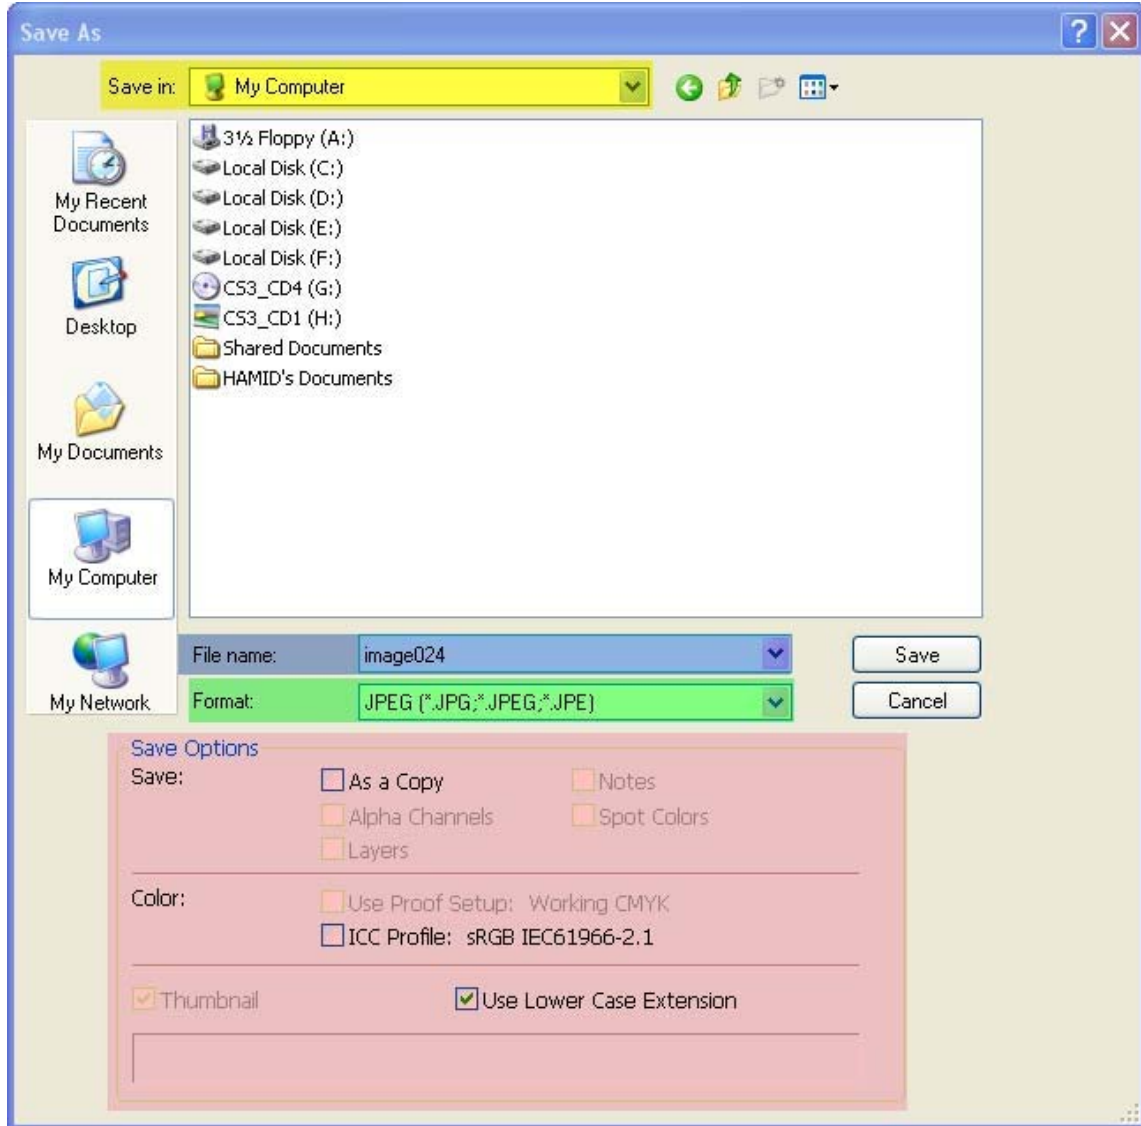 Save As
Save in: My Computer
My Recent
Documents
Desktop
My Documents
My Computer
My Network
3½ Floppy (A:)
Local Disk (C:)
Local Disk (D:)
Local Disk (E:)
Local Disk (F:)
CS3_CD4 (G:)
CS3_CD1 (H:)
Shared Documents
HAMID's Documents
File name: image024 Save
Format: JPEG (*.JPG;*.JPEG;*.JPE) Cancel
Save Options
Save: As a Copy Notes
Alpha Channels Spot Colors
Layers
Color: Use Proof Setup: Working CMYK
ICC Profile: sRGB IEC61966-2.1
Thumbnail Use Lower Case Extension